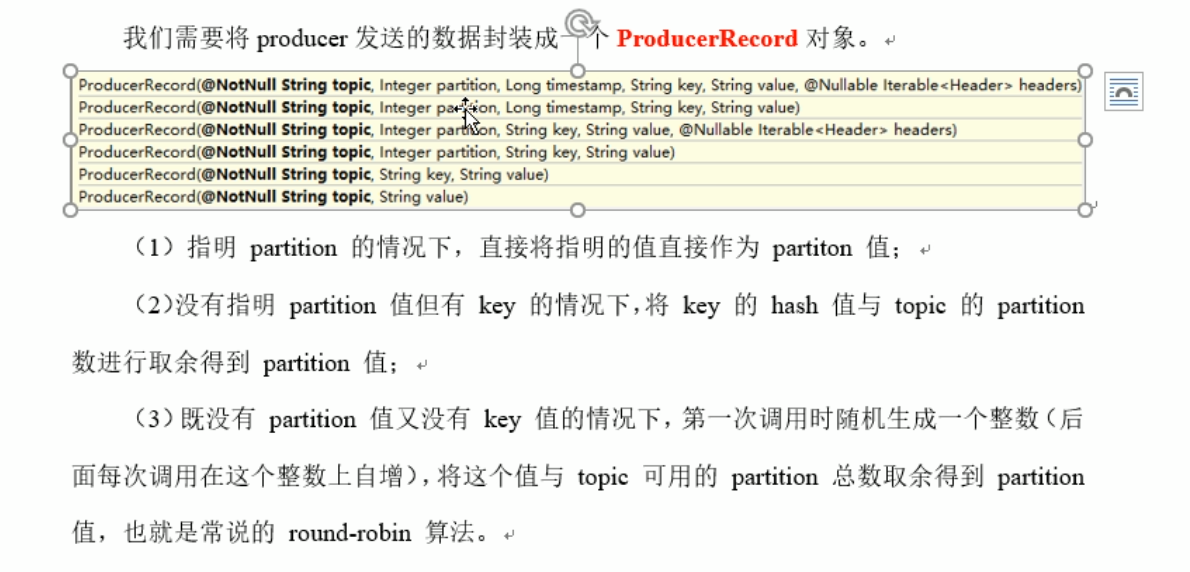 我们需要将 producer 发送的数据封装成一个 ProducerRecord 对象。
ProducerRecord(@NotNull String topic, Integer partition, Long timestamp, String key, String value, @Nullable Iterable<Header> headers)
ProducerRecord(@NotNull String topic, Integer partition, Long timestamp, String key, String value)
ProducerRecord(@NotNull String topic, Integer partition, String key, String value, @Nullable Iterable<Header> headers)
ProducerRecord(@NotNull String topic, Integer partition, String key, String value)
ProducerRecord(@NotNull String topic, String key, String value)
ProducerRecord(@NotNull String topic, String value)
（1）指明 partition 的情况下，直接将指明的值直接作为 partiton 值；
（2）没有指明 partition 值但有 key 的情况下，将 key 的 hash 值与 topic 的 partition
数进行取余得到 partition 值；
（3）既没有 partition 值又没有 key 值的情况下，第一次调用时随机生成一个整数（后
面每次调用在这个整数上自增），将这个值与 topic 可用的 partition 总数取余得到 partition
值，也就是常说的 round-robin 算法。